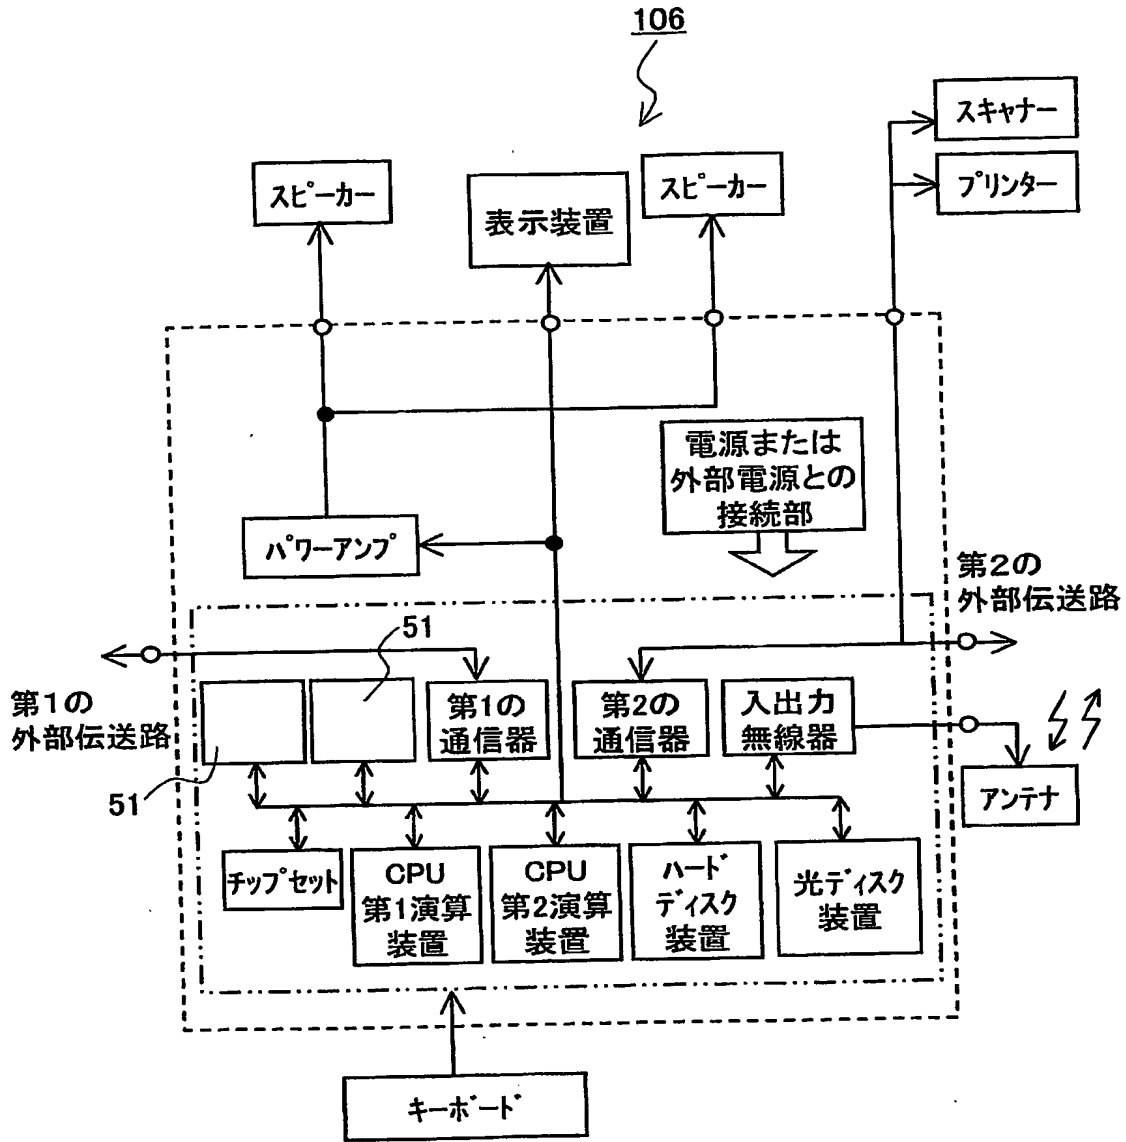 106
スキャナー
スピーカー
スピーカー
プリンター
表示装置
電源または
外部電源との
接続部
パワーアンプ
第2の
外部伝送路
51
第1の
外部伝送路
第1の
通信器
第2の
通信器
入出力
無線器
51
アンテナ
チップセット
CPU
第1演算
装置
CPU
第2演算
装置
ハード
ディスク
装置
光ディスク
装置
キーボード